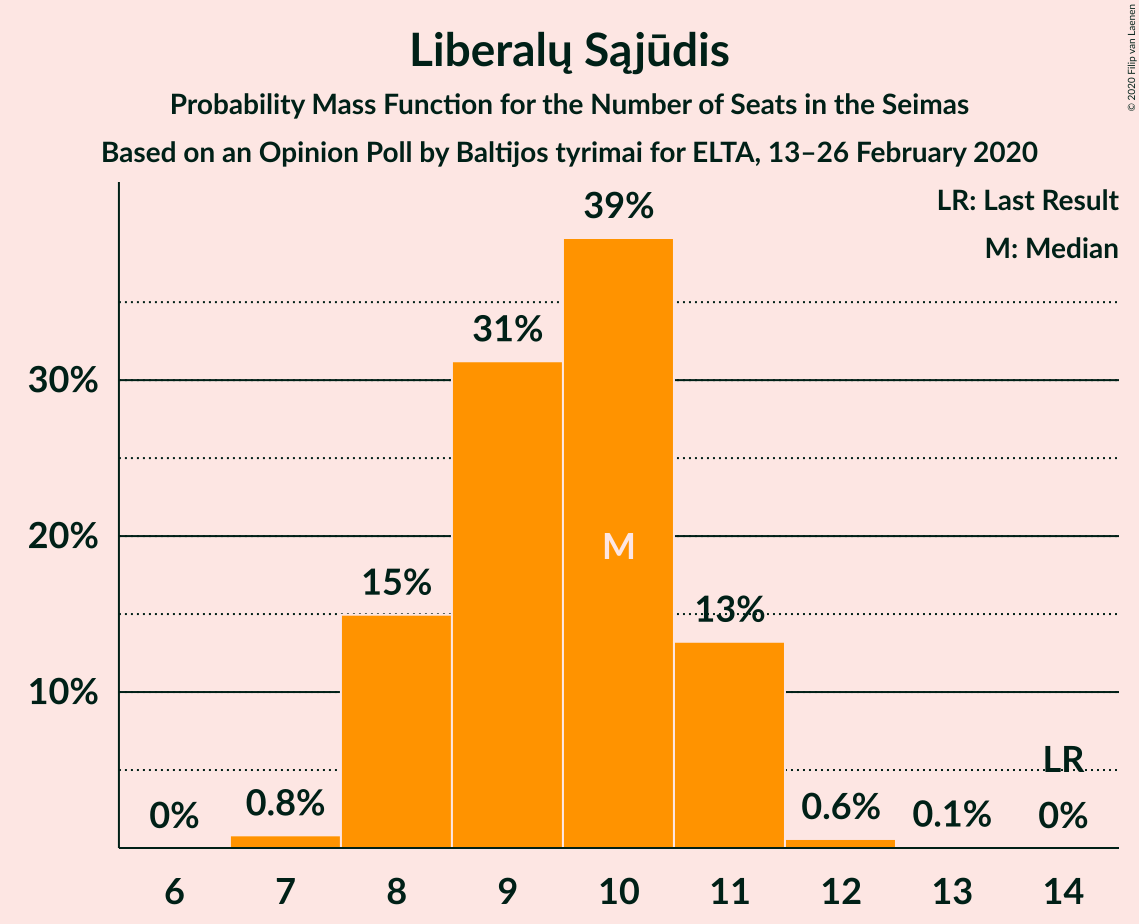 Liberalų Sąjūdis
Probability Mass Function for the Number of Seats in the Seimas
Based on an Opinion Poll by Baltijos tyrimai for ELTA, 13–26 February 2020
© 2020 Filip van Laenen
LR: Last Result
M: Median
39%
31%
30%
20%
M
15%
13%
10%
LR
0%
0.8%
0.6%
0.1%
0%
6 7 8 9 10 11 12 13 14